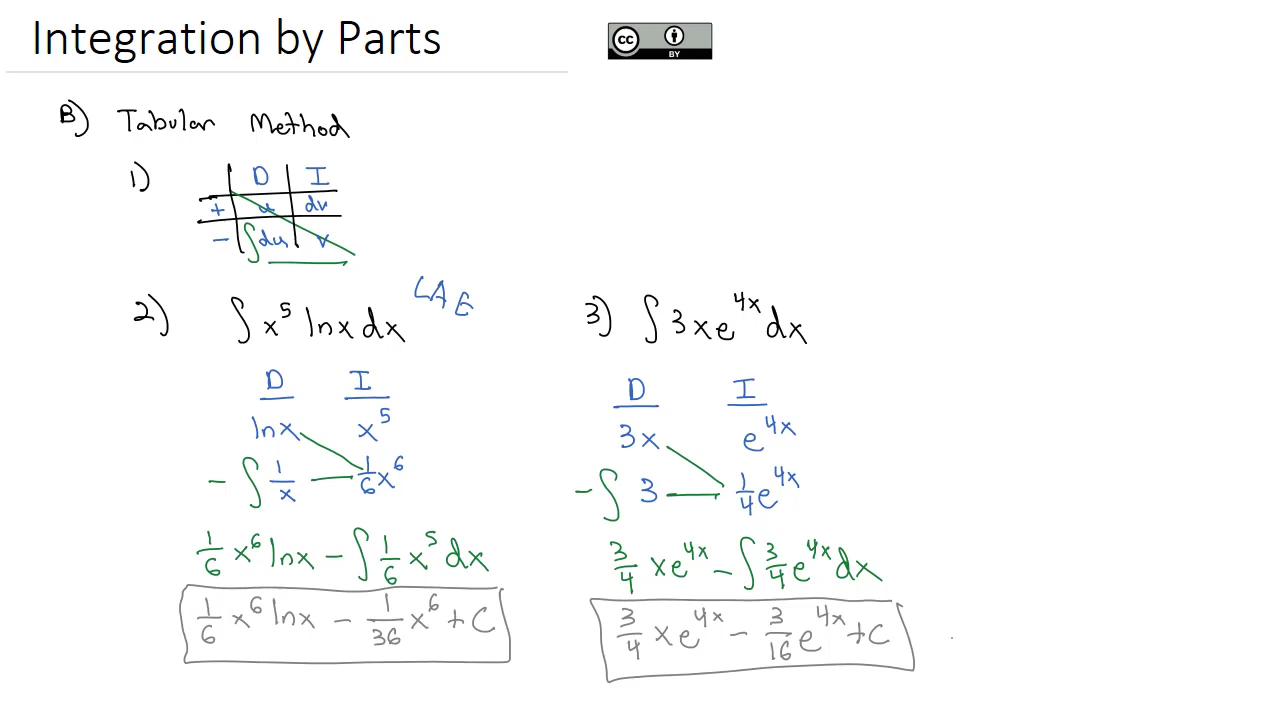 Integration by Parts
cc BY
B) Tabular Method
1)
D I
+ u dv
- ∫du v
2) ∫ x⁵ ln x dx LAE
D I
ln x x⁵
- ∫ 1/x 1/6 x⁶
1/6 x⁶ ln x - ∫ 1/6 x⁵ dx
1/6 x⁶ ln x - 1/36 x⁶ + C
3) ∫ 3xe⁴ˣ dx
D I
3x e⁴ˣ
- ∫ 3 1/4 e⁴ˣ
3/4 xe⁴ˣ - ∫ 3/4 e⁴ˣ dx
3/4 xe⁴ˣ - 3/16 e⁴ˣ + C